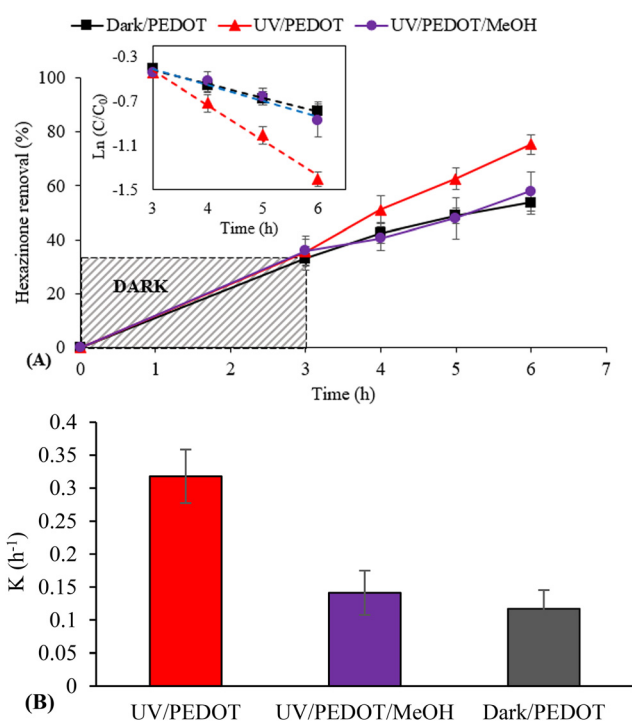 Dark/PEDOT UV/PEDOT UV/PEDOT/MeOH
Hexazinone removal (%)
100
80
60
40
20
0
Ln (C/C0)
-0.3
-0.7
-1.1
-1.5
3 4 5 6
Time (h)
DARK
0 1 2 3 4 5 6 7
(A)
Time (h)
K (h-1)
0.4
0.35
0.3
0.25
0.2
0.15
0.1
0.05
0
(B)
UV/PEDOT UV/PEDOT/MeOH Dark/PEDOT